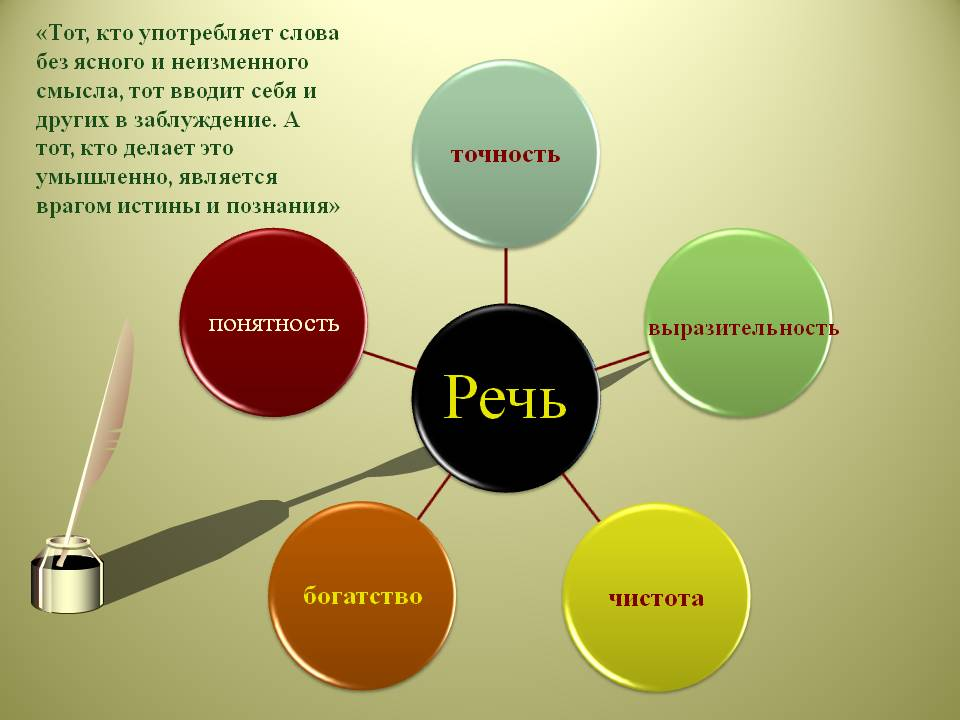 «Тот, кто употребляет слова
без ясного и неизменного
смысла, тот вводит себя и
других в заблуждение. А
тот, кто делает это
умышленно, является
врагом истины и познания»
точность
понятность
выразительность
Речь
богатство
чистота